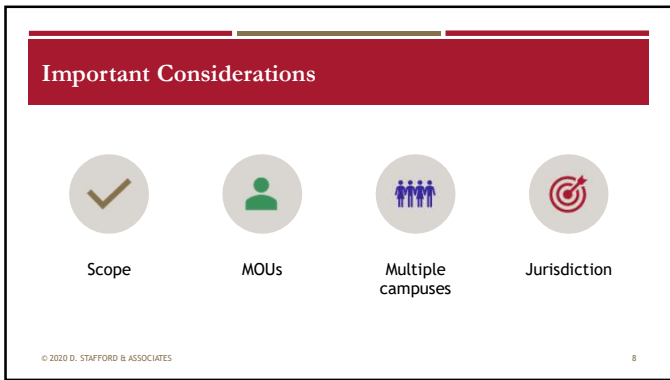 Important Considerations
Scope
MOUs
Multiple
campuses
Jurisdiction
© 2020 D. STAFFORD & ASSOCIATES
8